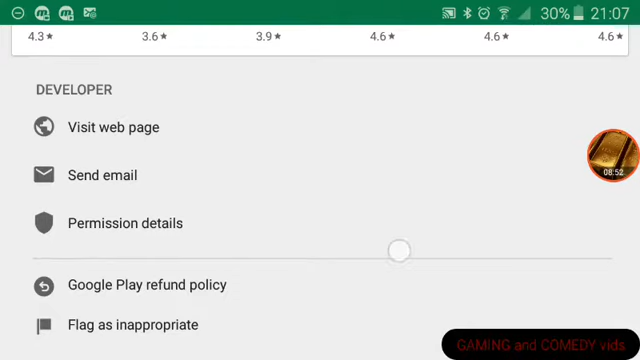 30% 21:07
4.3★ 3.6★ 3.9★ 4.6★ 4.6★ 4.6★
DEVELOPER
Visit web page
08:52
Send email
Permission details
Google Play refund policy
Flag as inappropriate
GAMING and COMEDY vids